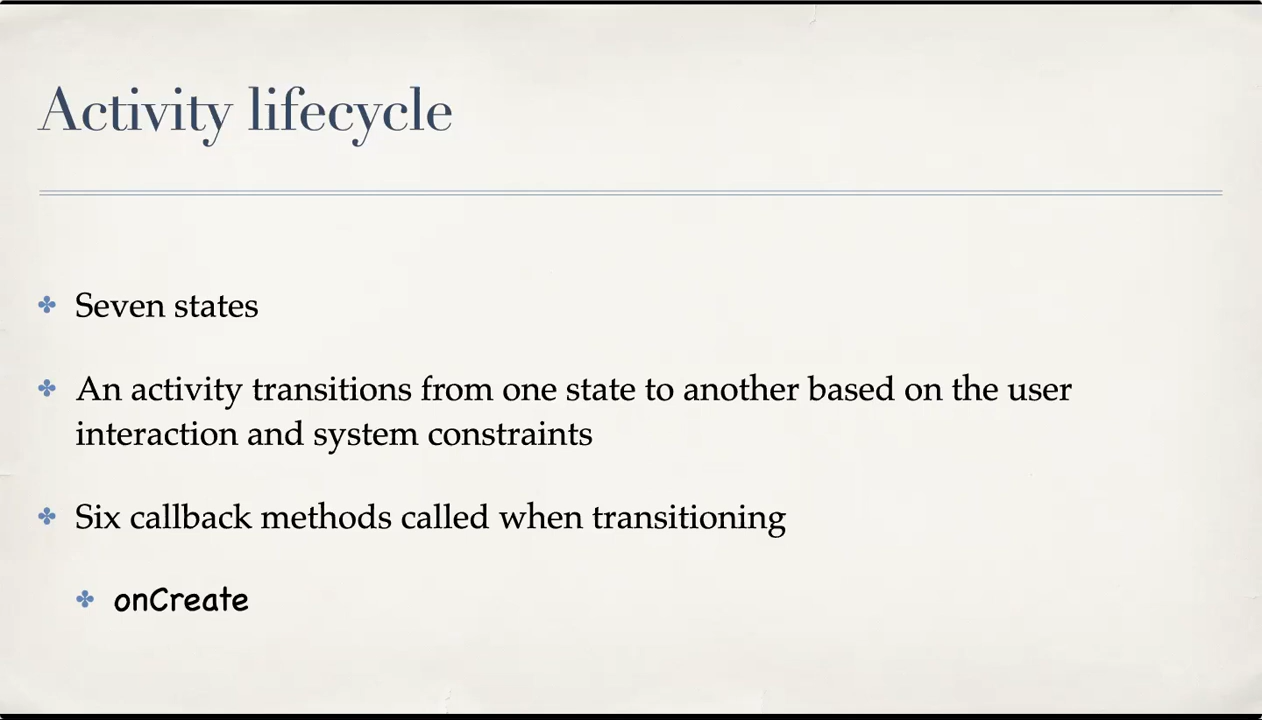 Activity lifecycle
Seven states
An activity transitions from one state to another based on the user
interaction and system constraints
Six callback methods called when transitioning
onCreate